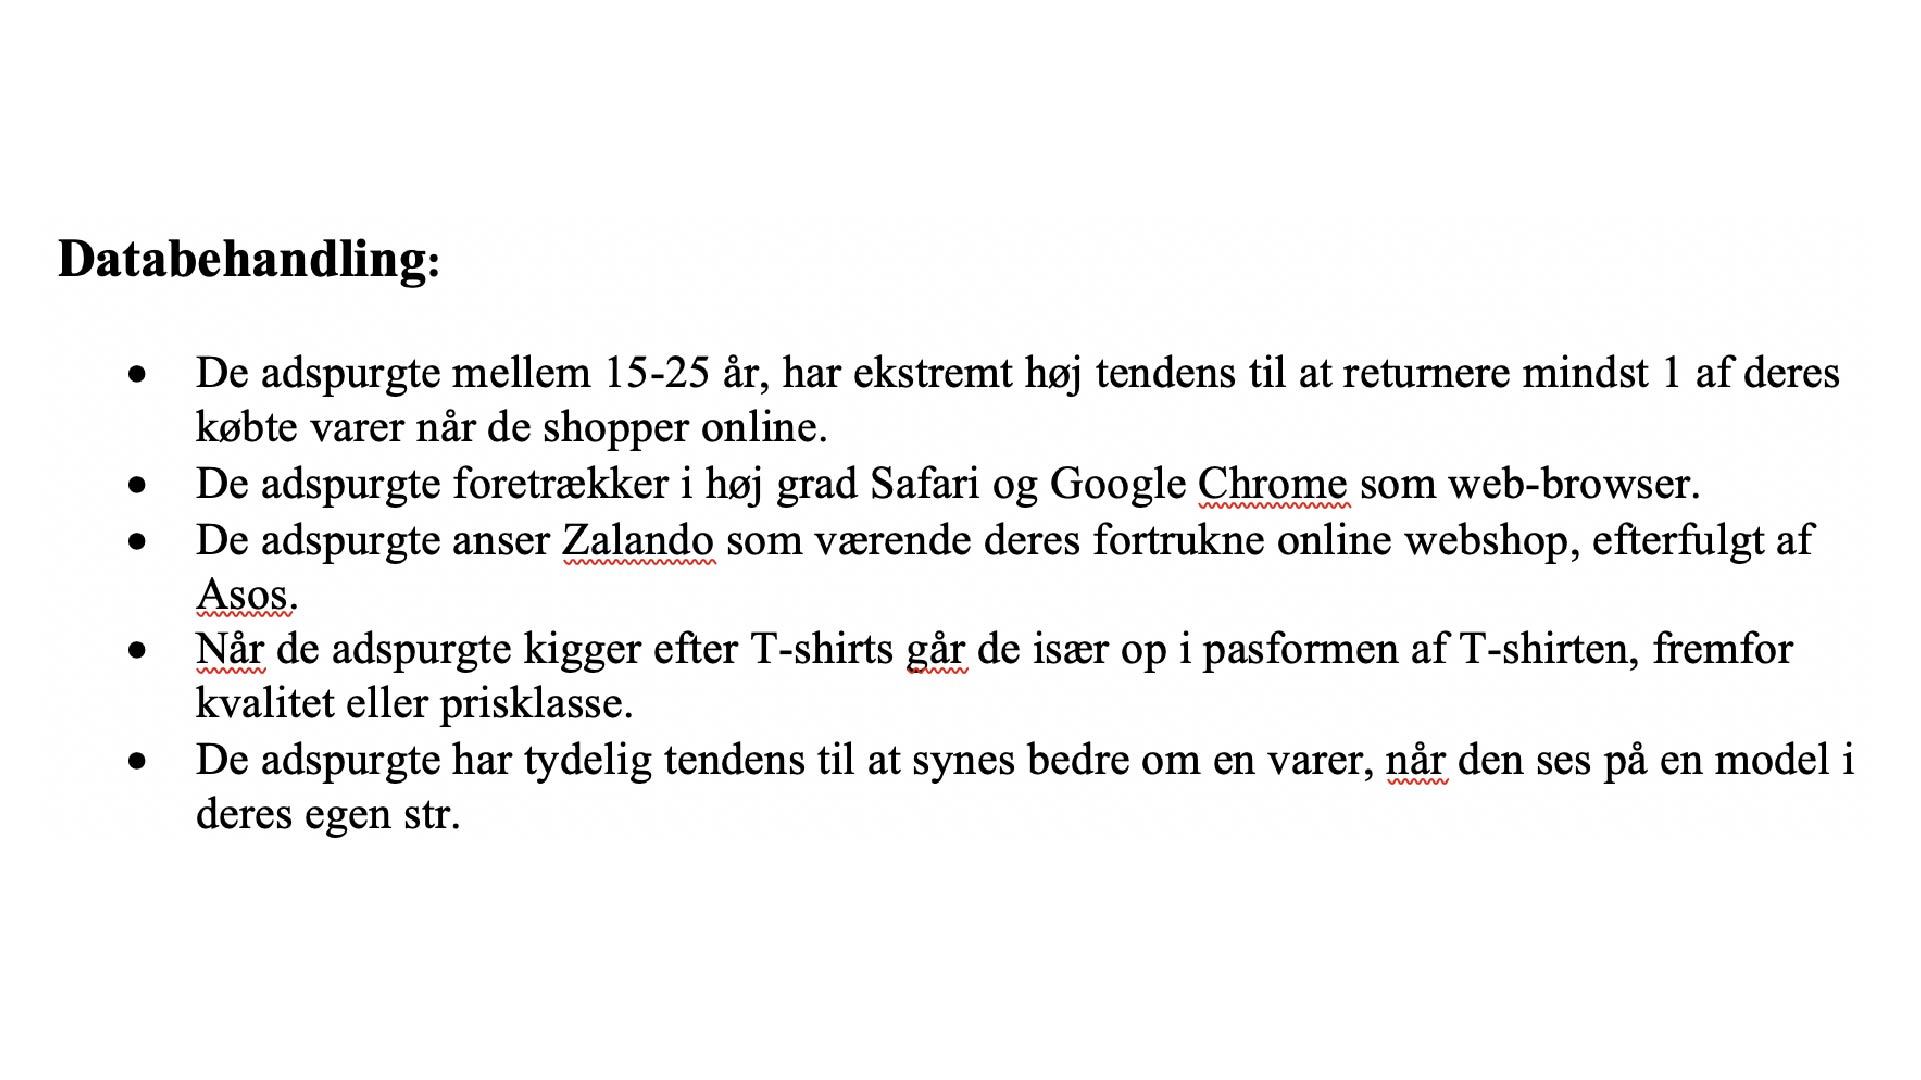 Databehandling:
De adspurgte mellem 15-25 år, har ekstremt høj tendens til at returnere mindst 1 af deres
købte varer når de shopper online.
De adspurgte foretrækker i høj grad Safari og Google Chrome som web-browser.
De adspurgte anser Zalando som værende deres fortrukne online webshop, efterfulgt af
Asos.
Når de adspurgte kigger efter T-shirts går de især op i pasformen af T-shirten, fremfor
kvalitet eller prisklasse.
De adspurgte har tydelig tendens til at synes bedre om en varer, når den ses på en model i
deres egen str.